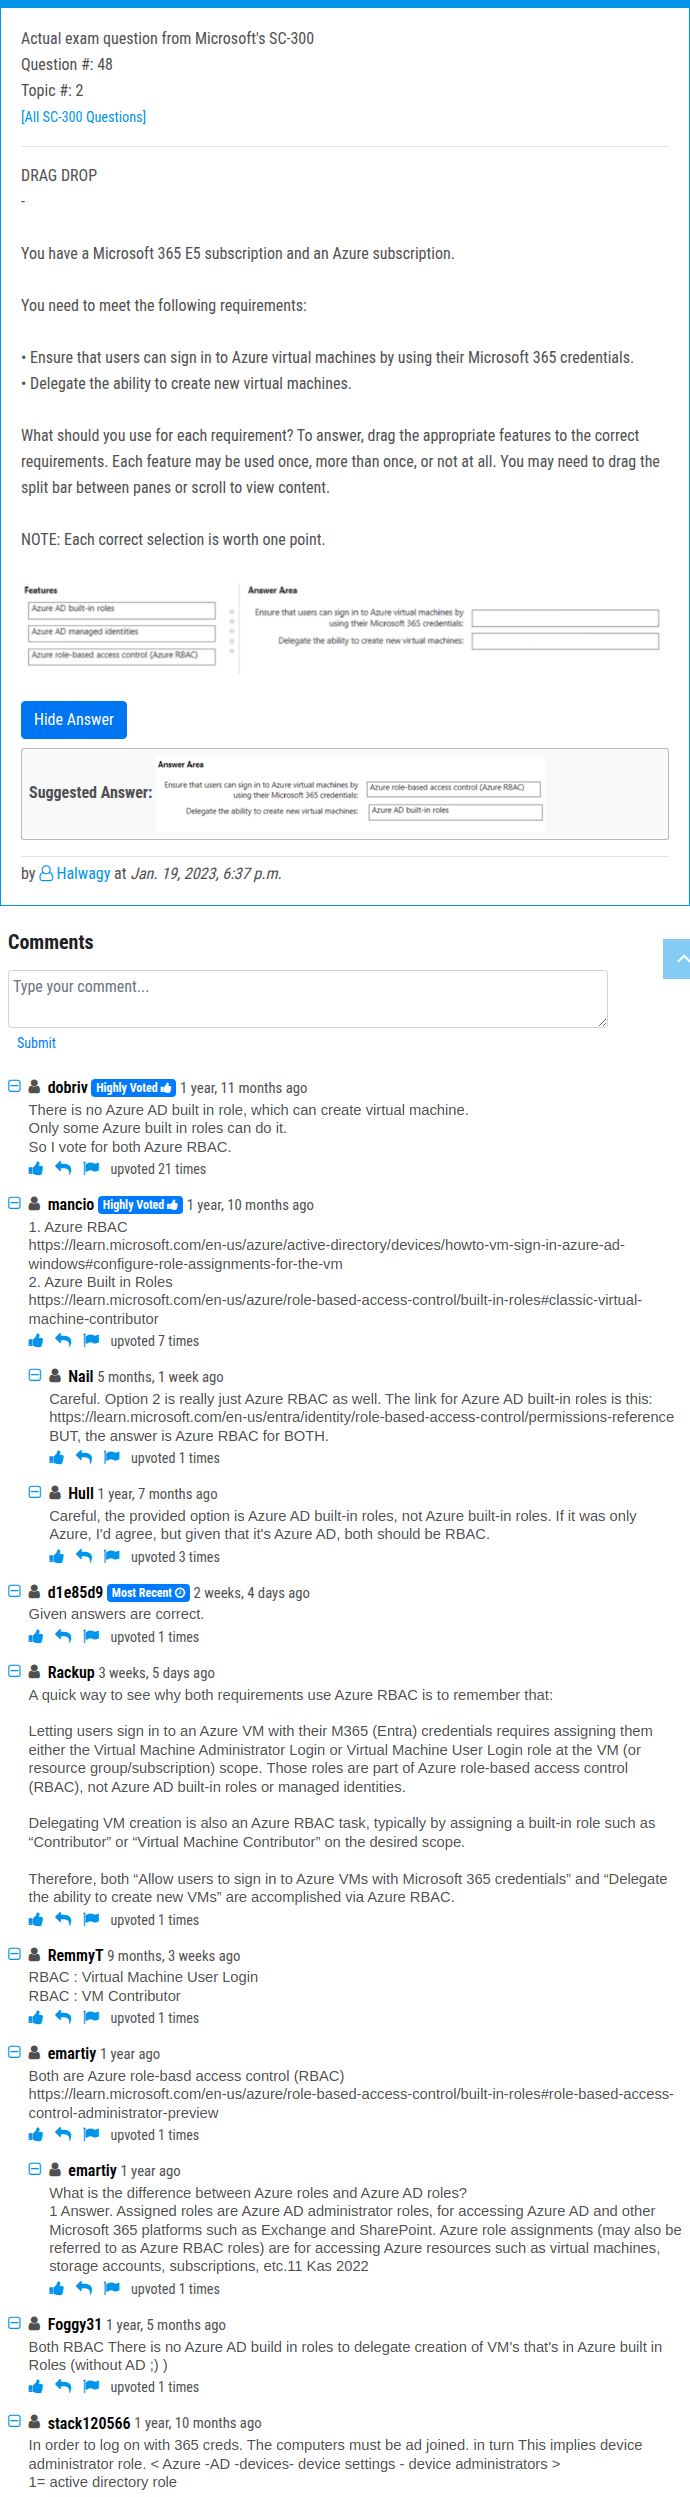 Actual exam question from Microsoft's SC-300
Question #: 48
Topic #: 2
[All SC-300 Questions]
DRAG DROP
-
You have a Microsoft 365 E5 subscription and an Azure subscription.
You need to meet the following requirements:
• Ensure that users can sign in to Azure virtual machines by using their Microsoft 365 credentials.
• Delegate the ability to create new virtual machines.
What should you use for each requirement? To answer, drag the appropriate features to the correct
requirements. Each feature may be used once, more than once, or not at all. You may need to drag the
split bar between panes or scroll to view content.
NOTE: Each correct selection is worth one point.
Features
Azure AD built-in roles
Azure AD managed identities
Azure role-based access control (Azure RBAC)
Answer Area
Ensure that users can sign in to Azure virtual machines by
using their Microsoft 365 credentials:
Delegate the ability to create new virtual machines:
Hide Answer
Suggested Answer:
Answer Area
Ensure that users can sign in to Azure virtual machines by
using their Microsoft 365 credentials:
Azure role-based access control (Azure RBAC)
Delegate the ability to create new virtual machines:
Azure AD built-in roles
by Halwagy at Jan. 19, 2023, 6:37 p.m.
Comments
Type your comment...
Submit
dobriv Highly Voted 1 year, 11 months ago
There is no Azure AD built in role, which can create virtual machine.
Only some Azure built in roles can do it.
So I vote for both Azure RBAC.
upvoted 21 times
mancio Highly Voted 1 year, 10 months ago
1. Azure RBAC
https://learn.microsoft.com/en-us/azure/active-directory/devices/howto-vm-sign-in-azure-ad-
windows#configure-role-assignments-for-the-vm
2. Azure Built in Roles
https://learn.microsoft.com/en-us/azure/role-based-access-control/built-in-roles#classic-virtual-
machine-contributor
upvoted 7 times
Nail 5 months, 1 week ago
Careful. Option 2 is really just Azure RBAC as well. The link for Azure AD built-in roles is this:
https://learn.microsoft.com/en-us/entra/identity/role-based-access-control/permissions-reference
BUT, the answer is Azure RBAC for BOTH.
upvoted 1 times
Hull 1 year, 7 months ago
Careful, the provided option is Azure AD built-in roles, not Azure built-in roles. If it was only
Azure, I'd agree, but given that it's Azure AD, both should be RBAC.
upvoted 3 times
d1e85d9 Most Recent 2 weeks, 4 days ago
Given answers are correct.
upvoted 1 times
Rackup 3 weeks, 5 days ago
A quick way to see why both requirements use Azure RBAC is to remember that:
Letting users sign in to an Azure VM with their M365 (Entra) credentials requires assigning them
either the Virtual Machine Administrator Login or Virtual Machine User Login role at the VM (or
resource group/subscription) scope. Those roles are part of Azure role-based access control
(RBAC), not Azure AD built-in roles or managed identities.
Delegating VM creation is also an Azure RBAC task, typically by assigning a built-in role such as
“Contributor” or “Virtual Machine Contributor” on the desired scope.
Therefore, both “Allow users to sign in to Azure VMs with Microsoft 365 credentials” and “Delegate
the ability to create new VMs” are accomplished via Azure RBAC.
upvoted 1 times
RemmyT 9 months, 3 weeks ago
RBAC : Virtual Machine User Login
RBAC : VM Contributor
upvoted 1 times
emartiy 1 year ago
Both are Azure role-basd access control (RBAC)
https://learn.microsoft.com/en-us/azure/role-based-access-control/built-in-roles#role-based-access-
control-administrator-preview
upvoted 1 times
emartiy 1 year ago
What is the difference between Azure roles and Azure AD roles?
1 Answer. Assigned roles are Azure AD administrator roles, for accessing Azure AD and other
Microsoft 365 platforms such as Exchange and SharePoint. Azure role assignments (may also be
referred to as Azure RBAC roles) are for accessing Azure resources such as virtual machines,
storage accounts, subscriptions, etc.11 Kas 2022
upvoted 1 times
Foggy31 1 year, 5 months ago
Both RBAC There is no Azure AD build in roles to delegate creation of VM's that's in Azure built in
Roles (without AD ;) )
upvoted 1 times
stack120566 1 year, 10 months ago
In order to log on with 365 creds. The computers must be ad joined. in turn This implies device
administrator role. < Azure -AD -devices- device settings - device administrators >
1= active directory role